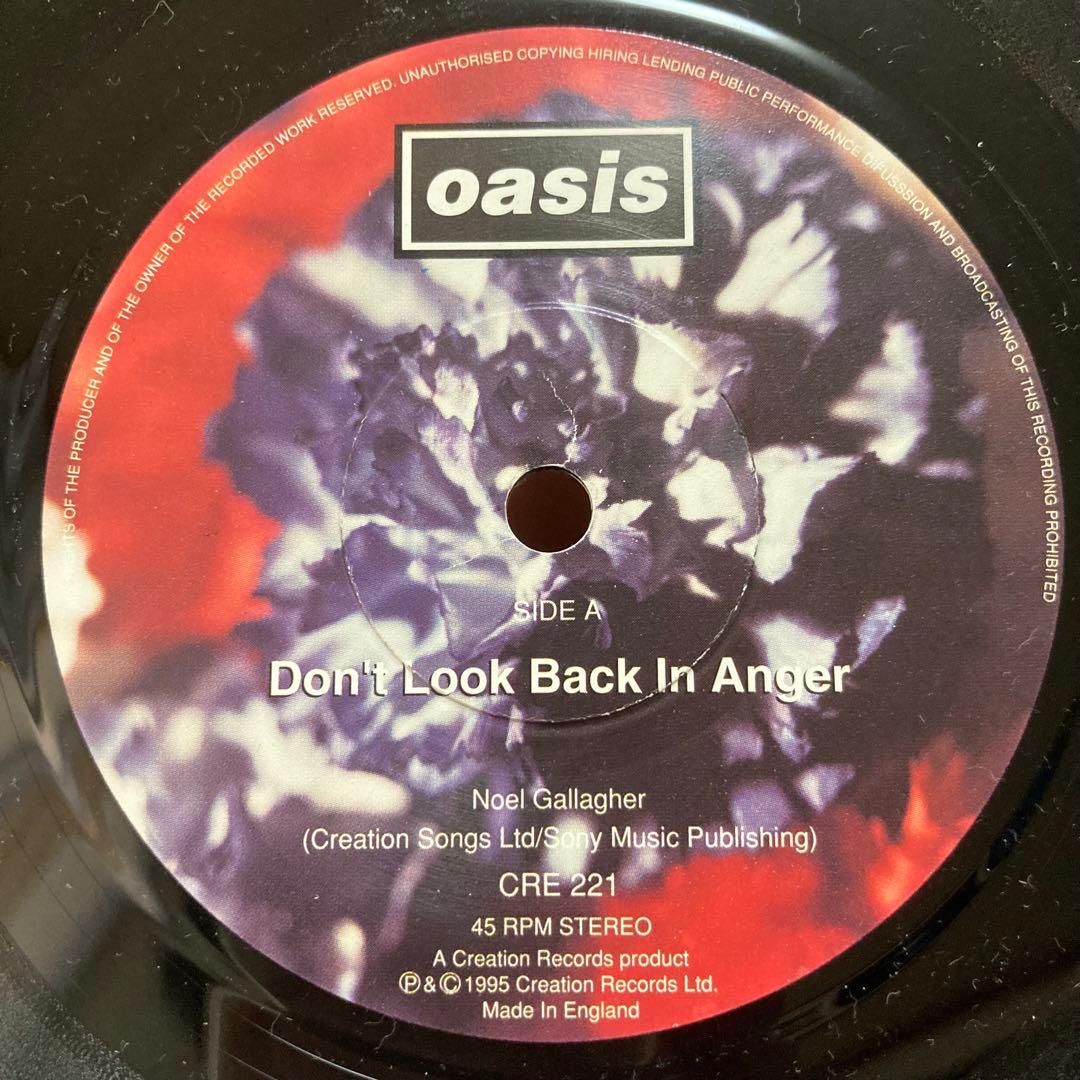 OF THE PRODUCER AND OF THE OWNER OF THE RECORDED WORK RESERVED. UNAUTHORISED COPYING HIRING LENDING PUBLIC PERFORMANCE DIFUSSSION AND BROADCASTING OF THIS RECORDING PROHIBITED
oasis
SIDE A
Don't Look Back In Anger
Noel Gallagher
(Creation Songs Ltd/Sony Music Publishing)
CRE 221
45 RPM STEREO
A Creation Records product
Ⓟ & © 1995 Creation Records Ltd.
Made In England